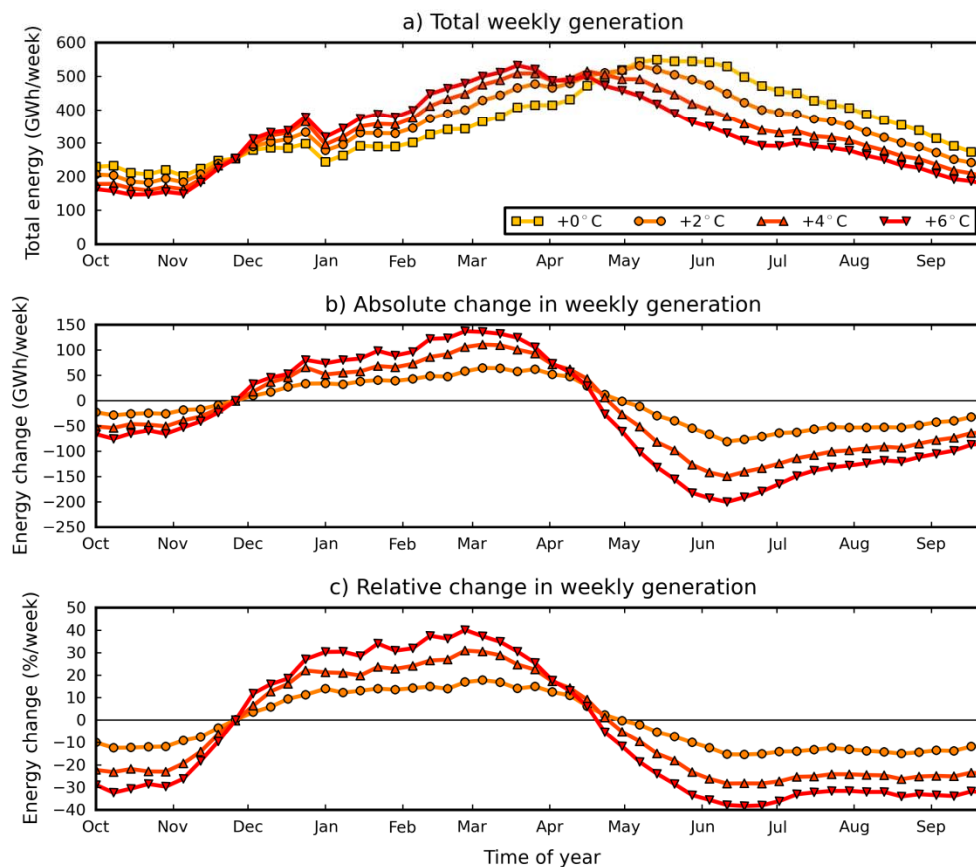 a) Total weekly generation
Total energy (GWh/week)
600
500
400
300
200
100
0
+0°C +2°C +4°C +6°C
Oct Nov Dec Jan Feb Mar Apr May Jun Jul Aug Sep
b) Absolute change in weekly generation
Energy change (GWh/week)
150
100
50
0
−50
−100
−150
−200
−250
Oct Nov Dec Jan Feb Mar Apr May Jun Jul Aug Sep
c) Relative change in weekly generation
Energy change (%/week)
50
40
30
20
10
0
−10
−20
−30
−40
Oct Nov Dec Jan Feb Mar Apr May Jun Jul Aug Sep
Time of year